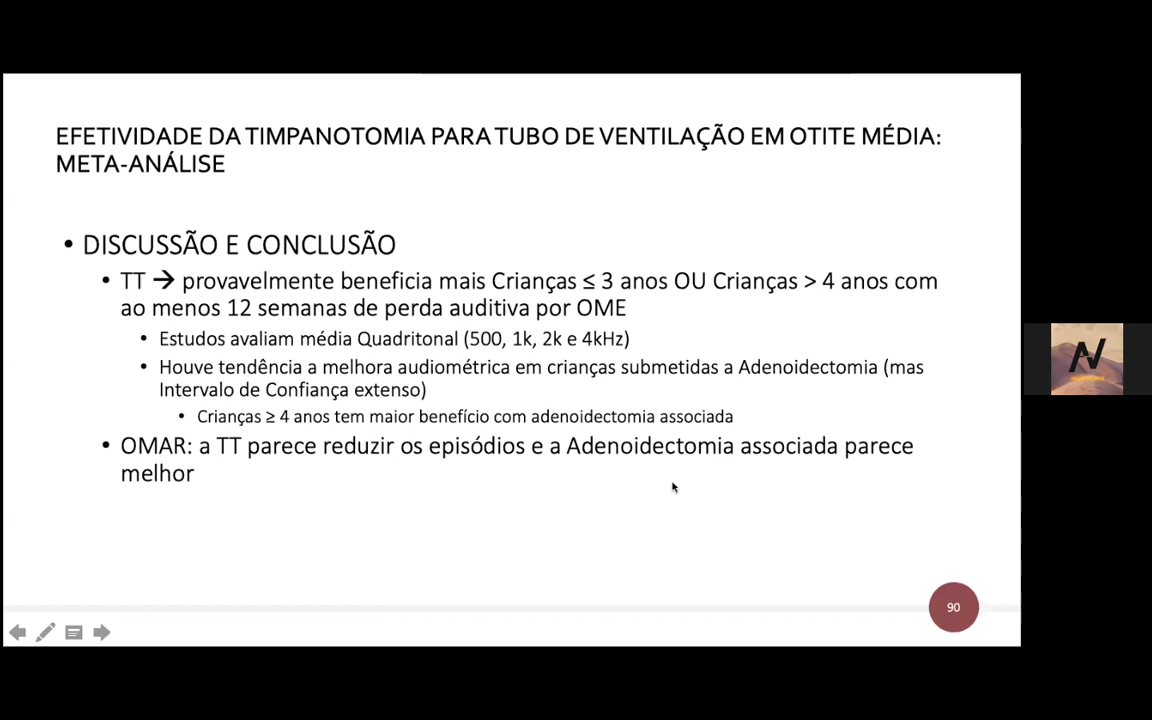 EFETIVIDADE DA TIMPANOTOMIA PARA TUBO DE VENTILAÇÃO EM OTITE MÉDIA:
META-ANÁLISE
• DISCUSSÃO E CONCLUSÃO
• TT → provavelmente beneficia mais Crianças ≤ 3 anos OU Crianças > 4 anos com
ao menos 12 semanas de perda auditiva por OME
• Estudos avaliam média Quadritonal (500, 1k, 2k e 4kHz)
• Houve tendência a melhora audiométrica em crianças submetidas a Adenoidectomia (mas
Intervalo de Confiança extenso)
• Crianças ≥ 4 anos tem maior benefício com adenoidectomia associada
• OMAR: a TT parece reduzir os episódios e a Adenoidectomia associada parece
melhor
90